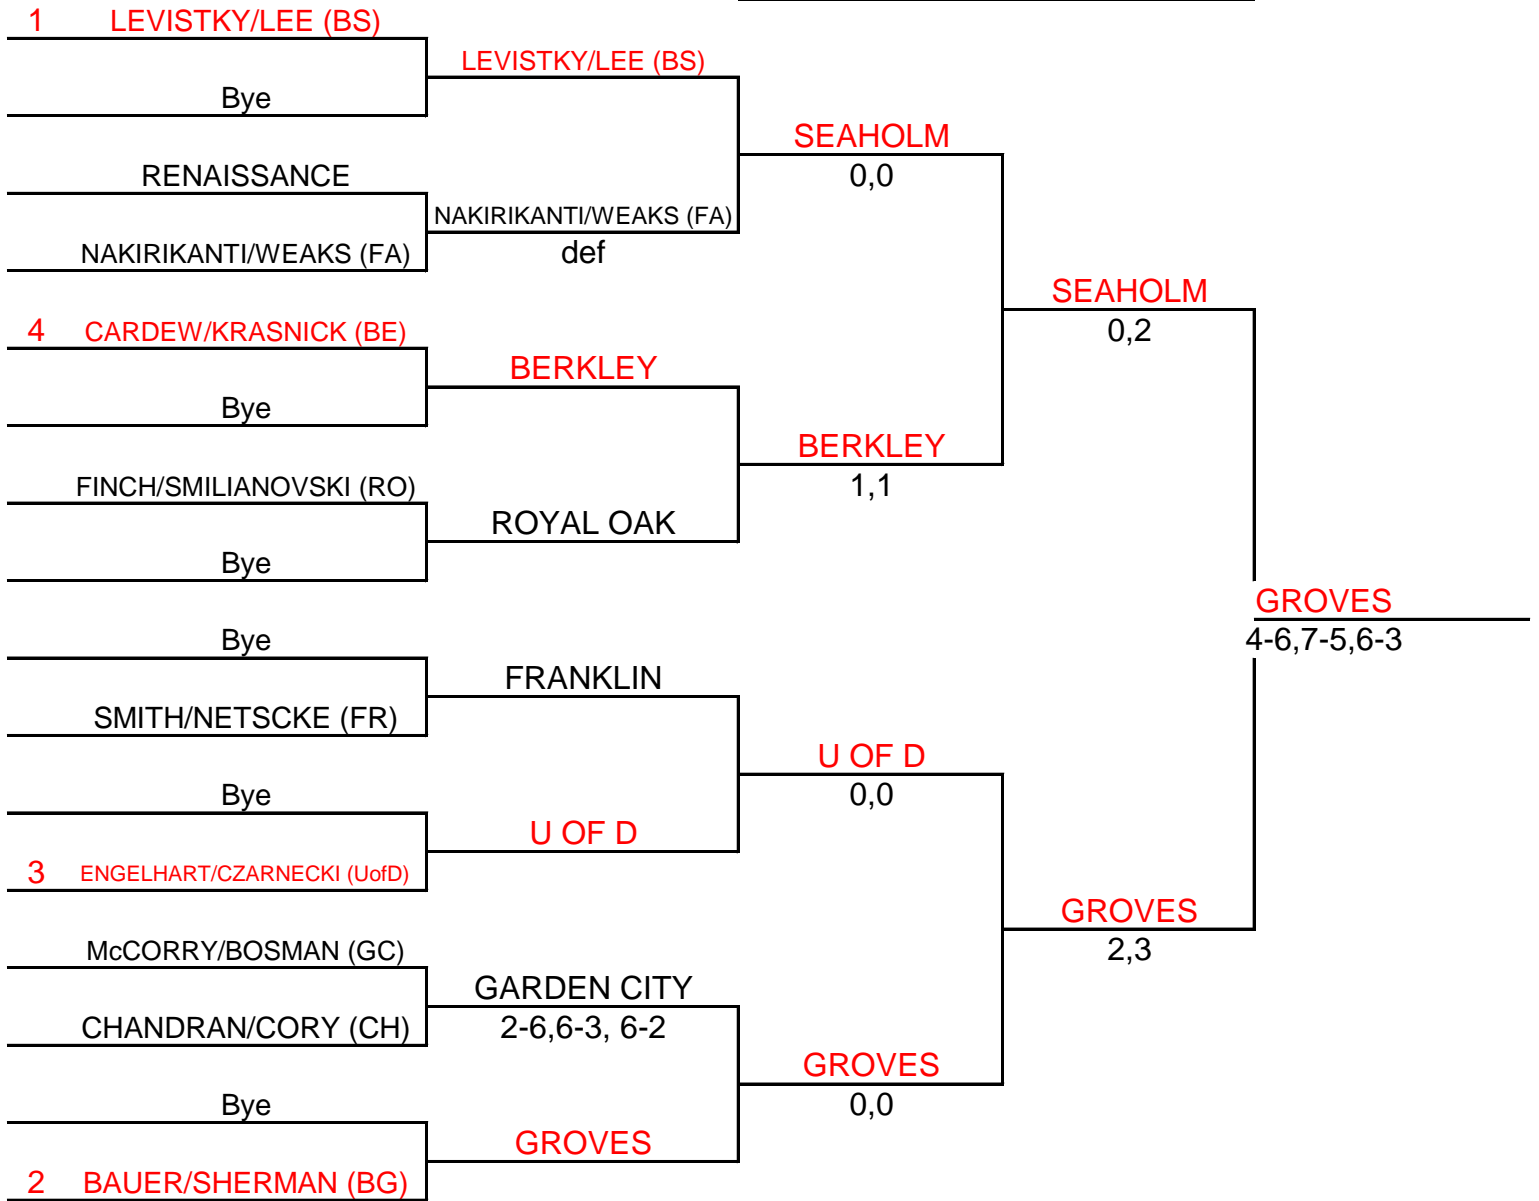 1 LEVISTKY/LEE (BS)
LEVISTKY/LEE (BS)
Bye
SEAHOLM
0,0
RENAISSANCE
NAKIRIKANTI/WEAKS (FA)
def
NAKIRIKANTI/WEAKS (FA)
SEAHOLM
0,2
4 CARDEW/KRASNICK (BE)
BERKLEY
Bye
BERKLEY
1,1
FINCH/SMILIANOVSKI (RO)
ROYAL OAK
Bye
GROVES
4-6,7-5,6-3
Bye
FRANKLIN
SMITH/NETSCKE (FR)
U OF D
0,0
Bye
U OF D
3 ENGELHART/CZARNECKI (UofD)
GROVES
2,3
McCORRY/BOSMAN (GC)
GARDEN CITY
2-6,6-3, 6-2
CHANDRAN/CORY (CH)
GROVES
0,0
Bye
GROVES
2 BAUER/SHERMAN (BG)